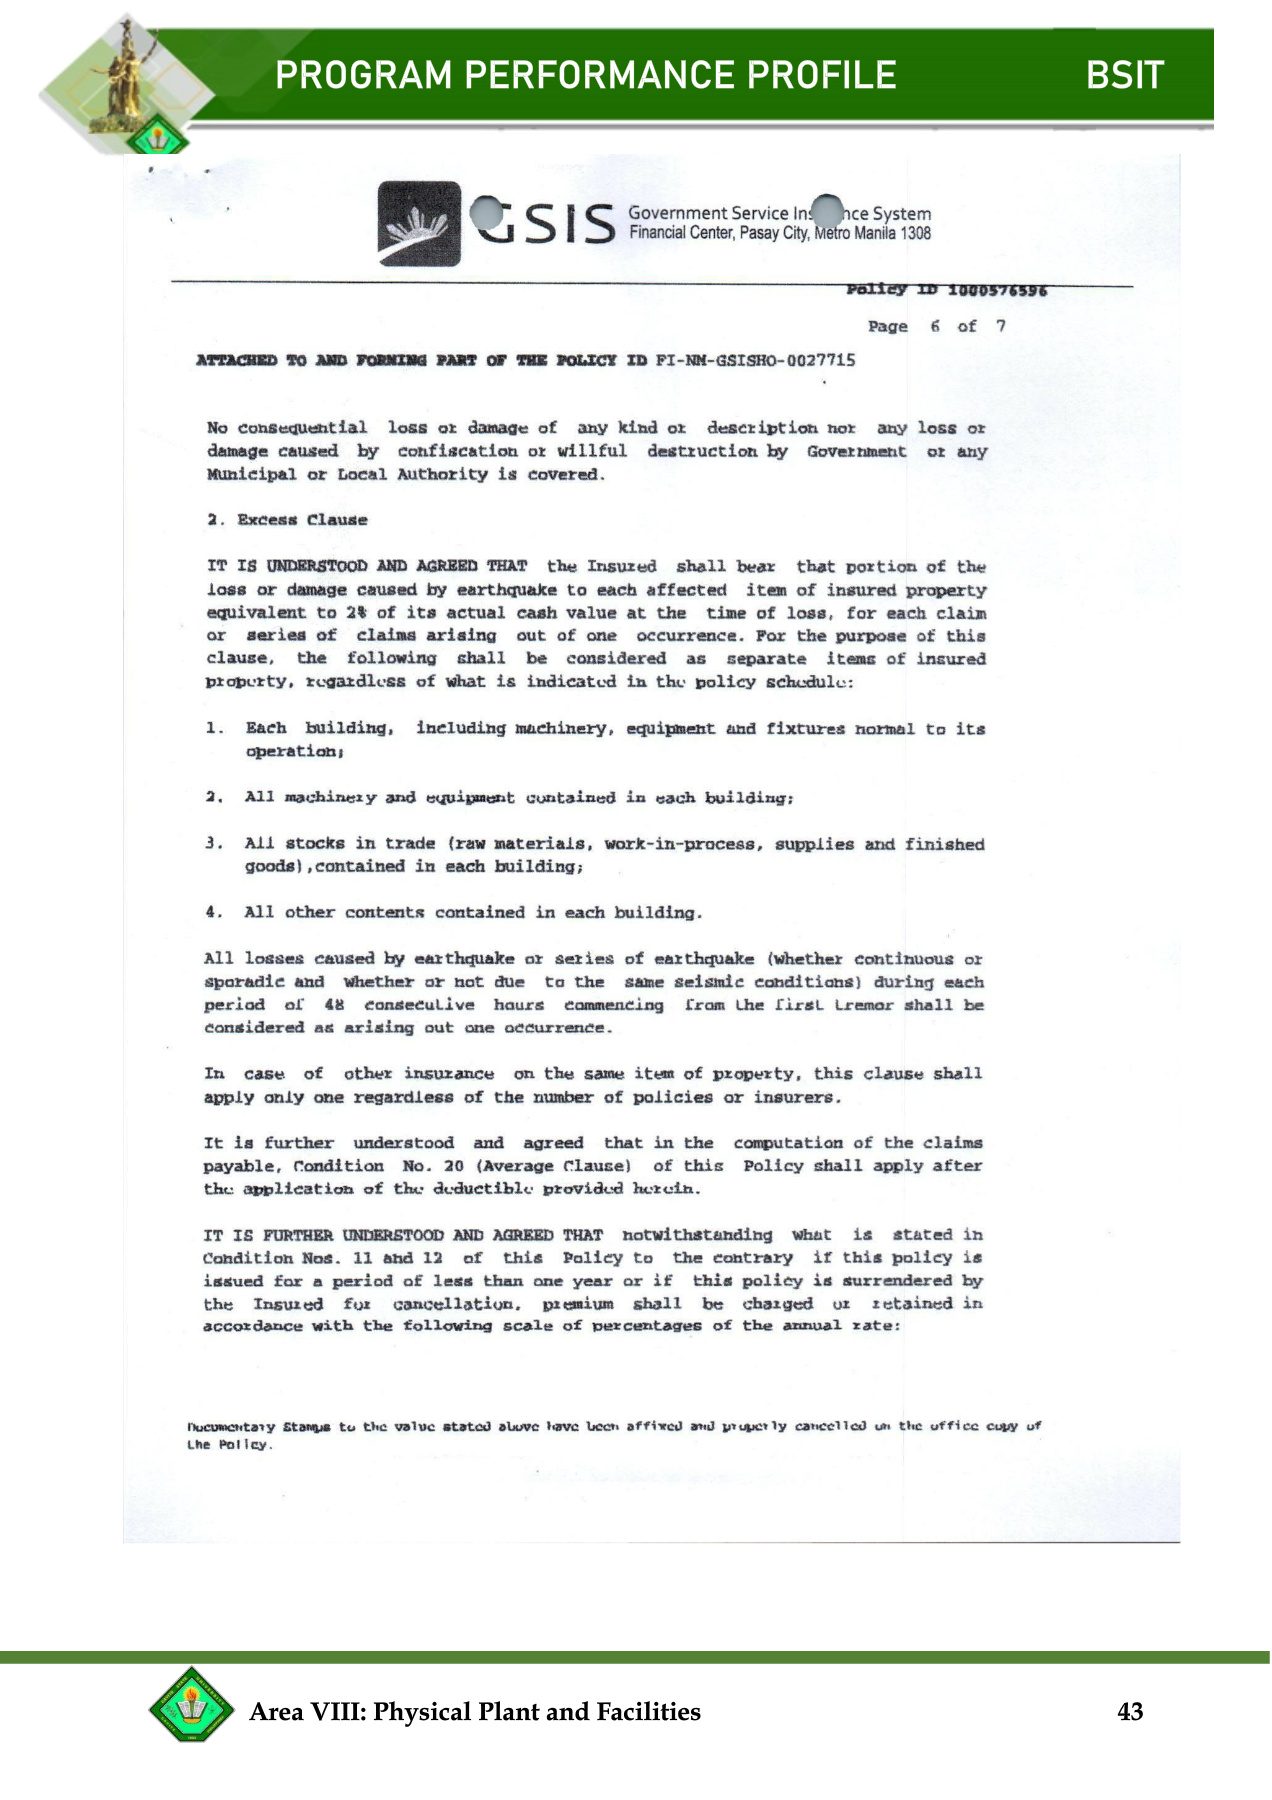 PROGRAM PERFORMANCE PROFILE BSIT
GSIS Government Service Ins nce System
Financial Center, Pasay City, Metro Manila 1308
Policy ID 1000576596
Page 6 of 7
ATTACHED TO AND FORMING PART OF THE POLICY ID FI-NM-GSISHO-0027715
No consequential loss or damage of any kind or description nor any loss or
damage caused by confiscation or willful destruction by Government or any
Municipal or Local Authority is covered.
2. Excess Clause
IT IS UNDERSTOOD AND AGREED THAT the Insured shall bear that portion of the
loss or damage caused by earthquake to each affected item of insured property
equivalent to 2% of its actual cash value at the time of loss, for each claim
or series of claims arising out of one occurrence. For the purpose of this
clause, the following shall be considered as separate items of insured
property, regardless of what is indicated in the policy schedule:
1. Each building, including machinery, equipment and fixtures normal to its
operation;
2. All machinery and equipment contained in each building;
3. All stocks in trade (raw materials, work-in-process, supplies and finished
goods),contained in each building;
4. All other contents contained in each building.
All losses caused by earthquake or series of earthquake (whether continuous or
sporadic and whether or not due to the same seismic conditions) during each
period of 48 consecutive hours commencing from the first tremor shall be
considered as arising out one occurrence.
In case of other insurance on the same item of property, this clause shall
apply only one regardless of the number of policies or insurers.
It is further understood and agreed that in the computation of the claims
payable, Condition No. 20 (Average Clause) of this Policy shall apply after
the application of the deductible provided herein.
IT IS FURTHER UNDERSTOOD AND AGREED THAT notwithstanding what is stated in
Condition Nos. 11 and 12 of this Policy to the contrary if this policy is
issued for a period of less than one year or if this policy is surrendered by
the Insured for cancellation, premium shall be charged or retained in
accordance with the following scale of percentages of the annual rate:
Documentary Stamps to the value stated above have been affixed and properly cancelled on the office copy of
the Policy.
Area VIII: Physical Plant and Facilities 43